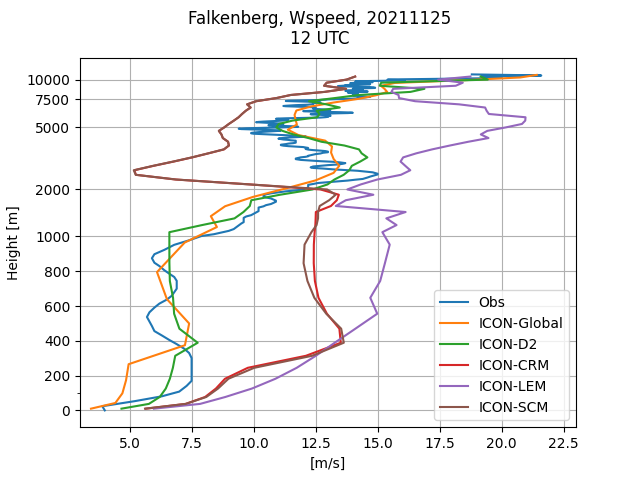 Falkenberg, Wspeed, 20211125
12 UTC
10000
7500
5000
2000
1000
800
600
400
200
0
Height [m]
5.0 7.5 10.0 12.5 15.0 17.5 20.0 22.5
[m/s]
Obs
ICON-Global
ICON-D2
ICON-CRM
ICON-LEM
ICON-SCM